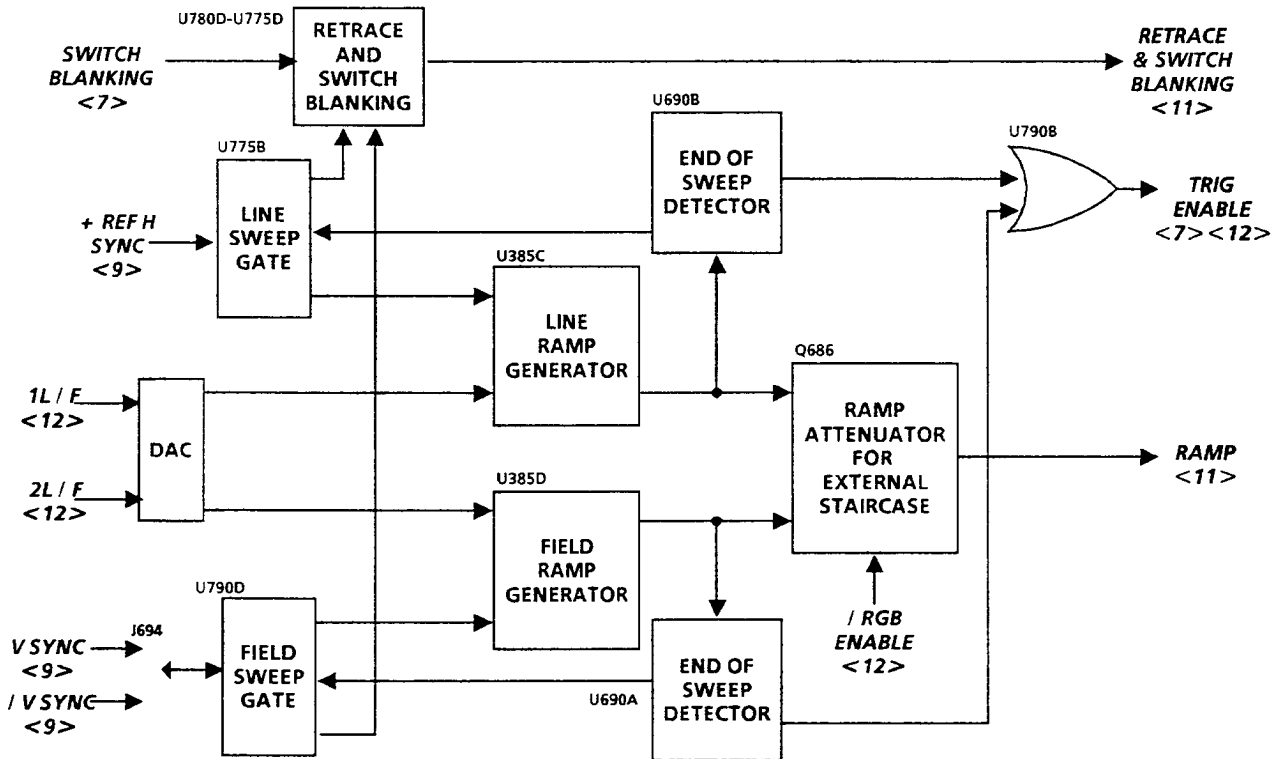 U780D-U775D
RETRACE
AND
SWITCH
BLANKING
SWITCH
BLANKING
<7>
RETRACE
& SWITCH
BLANKING
<11>
U690B
END OF
SWEEP
DETECTOR
U790B
TRIG
ENABLE
<7><12>
U775B
LINE
SWEEP
GATE
+ REF H
SYNC
<9>
U385C
LINE
RAMP
GENERATOR
Q686
RAMP
ATTENUATOR
FOR
EXTERNAL
STAIRCASE
1L / F
<12>
DAC
2L / F
<12>
RAMP
<11>
U385D
FIELD
RAMP
GENERATOR
/ RGB
ENABLE
<12>
U790D
FIELD
SWEEP
GATE
J694
V SYNC
<9>
/ V SYNC
<9>
U690A
END OF
SWEEP
DETECTOR